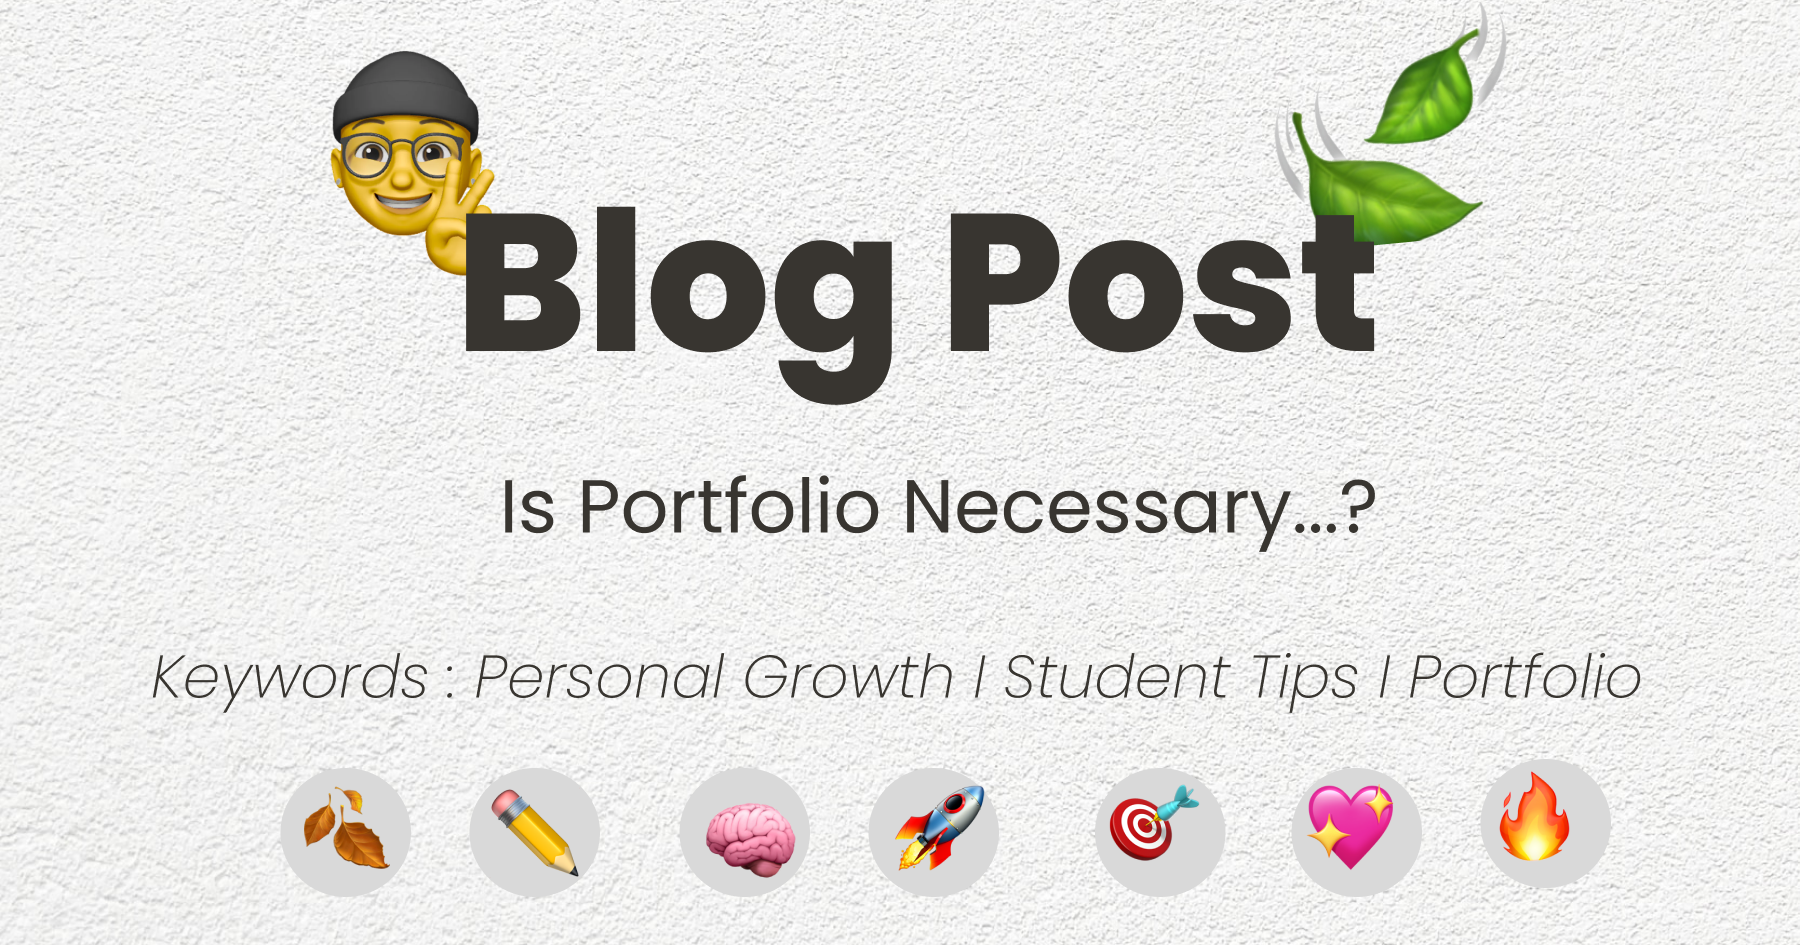 Blog Post
Is Portfolio Necessary...?
Keywords : Personal Growth I Student Tips I Portfolio